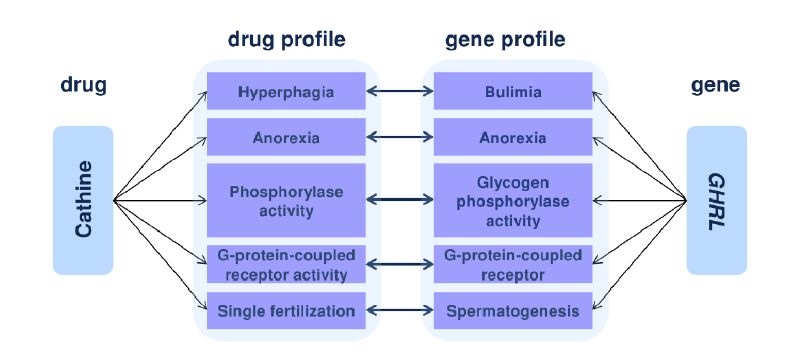 drug profile
gene profile
drug
gene
Hyperphagia
Bulimia
Anorexia
Anorexia
Cathine
Phosphorylase
activity
Glycogen
phosphorylase
activity
GHRL
G-protein-coupled
receptor activity
G-protein-coupled
receptor
Single fertilization
Spermatogenesis